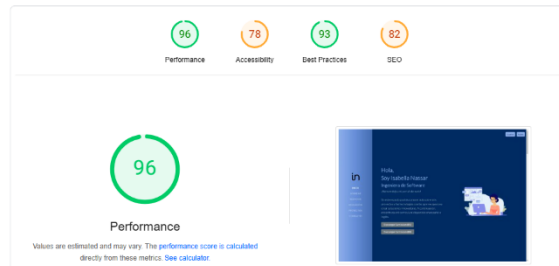 96
78
93
82
Performance
Accessibility
Best Practices
SEO
96
Performance
Values are estimated and may vary. The performance score is calculated
directly from these metrics. See calculator.
in
Hola,
Soy Isabella Nassar
Ingeniera de Software